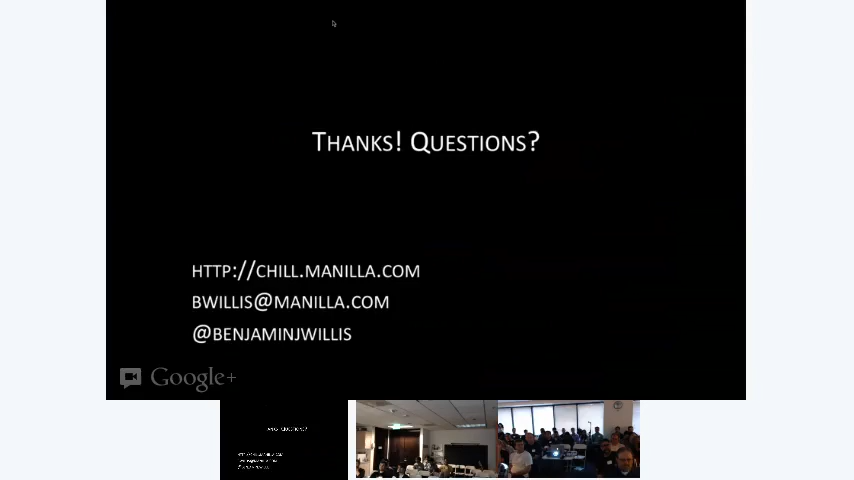 THANKS! QUESTIONS?
HTTP://CHILL.MANILLA.COM
BWILLIS@MANILLA.COM
@BENJAMINJWILLIS
Google+